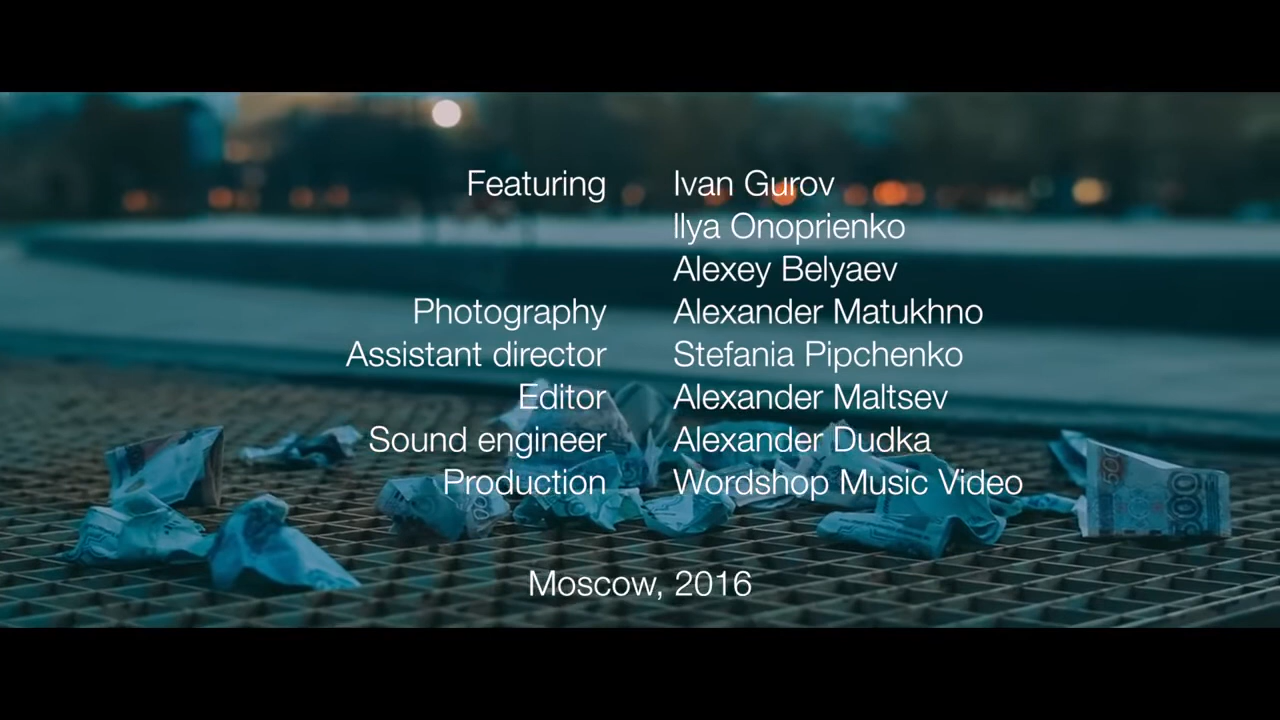 Featuring Ivan Gurov
Ilya Onoprienko
Alexey Belyaev
Photography Alexander Matukhno
Assistant director Stefania Pipchenko
Editor Alexander Maltsev
Sound engineer Alexander Dudka
Production Wordshop Music Video
500
Moscow, 2016